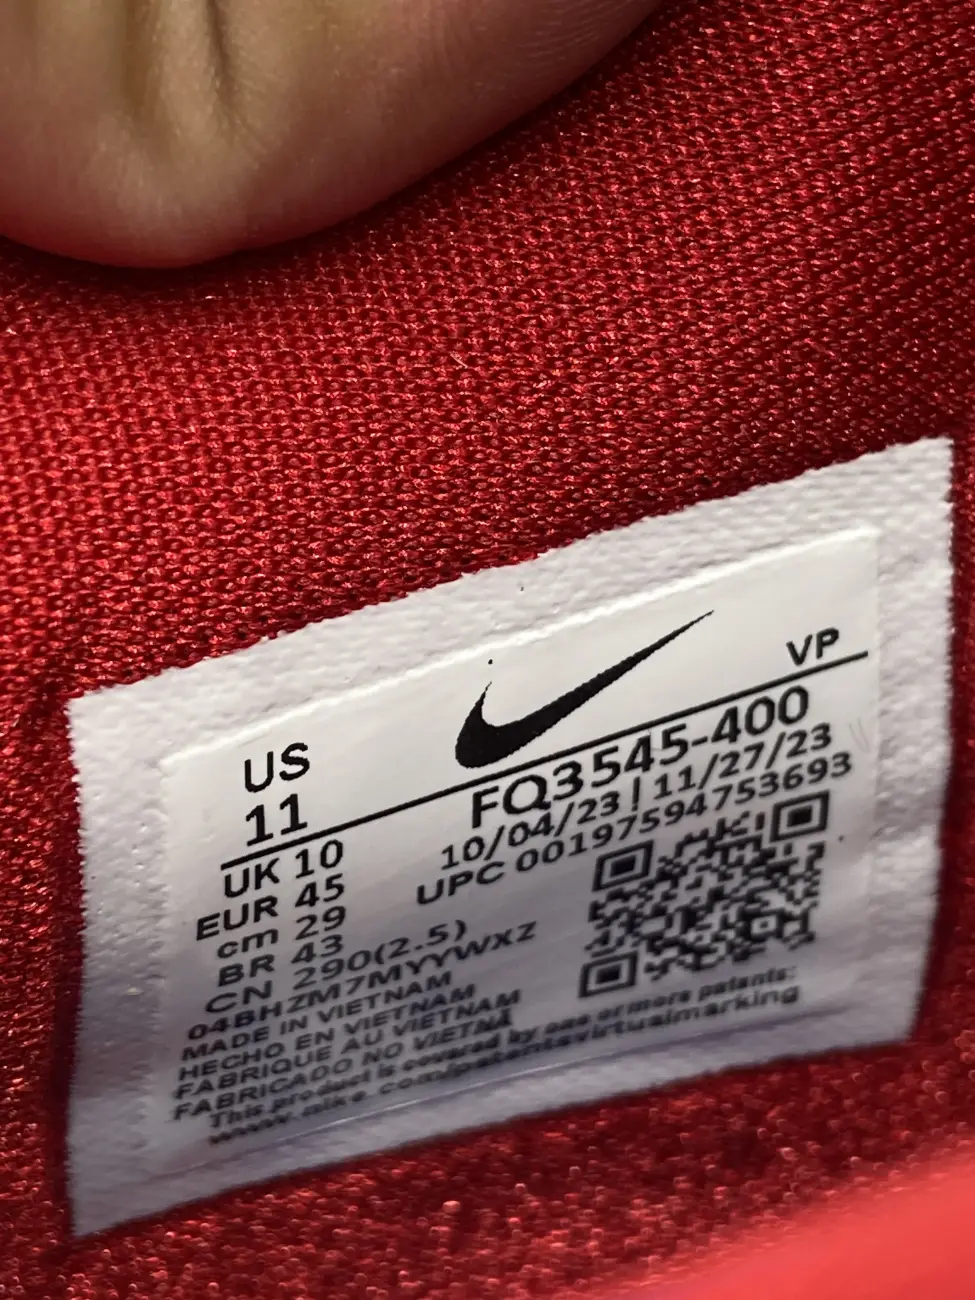 US
11
VP
UK 10
EUR 45
cm 29
BR 43
CN 290(2.5)
FQ3545-400
10/04/23 | 11/27/23
UPC 00197594753693
04BHZM7MYYWXZ
MADE IN VIETNAM
HECHO EN VIETNAM
FABRIQUE AU VIETNAM
FABRICADO NO VIETNÃ
This product is covered by one or more patents:
www.nike.com/patentsvirtualmarking